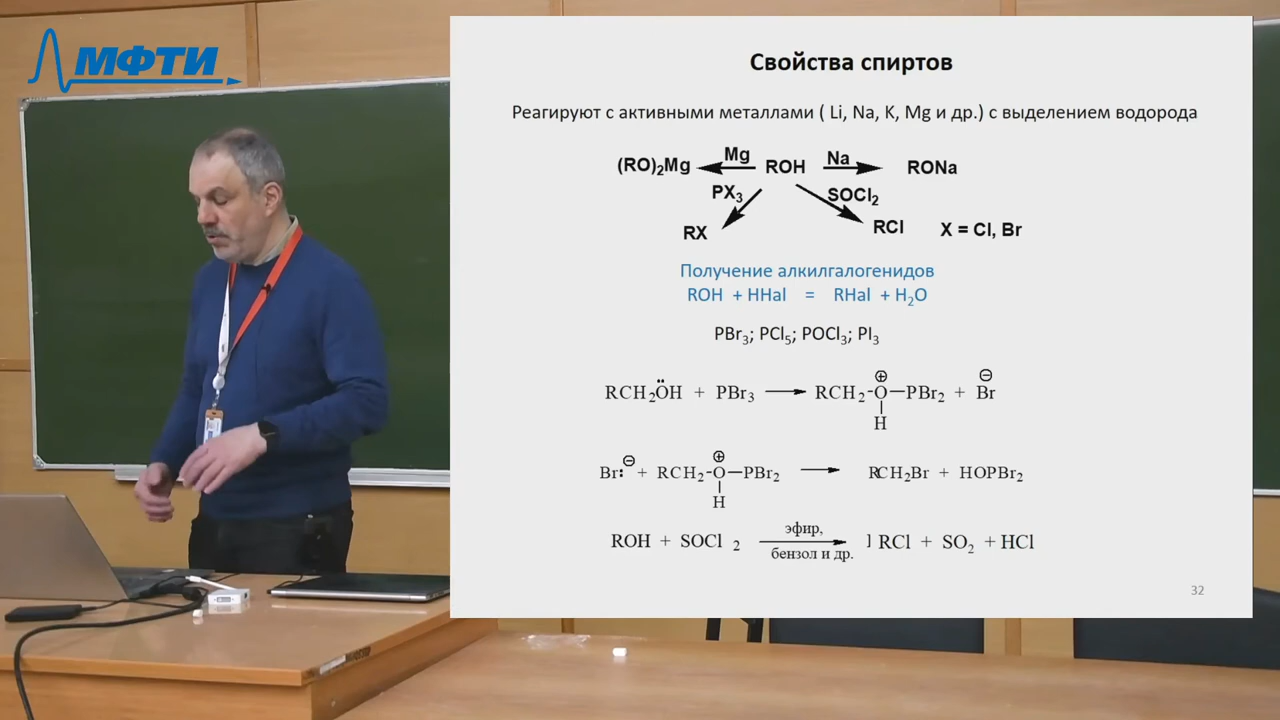 МФТИ
Свойства спиртов
Реагируют с активными металлами ( Li, Na, K, Mg и др.) с выделением водорода
(RO)₂Mg Mg ROH Na RONa
PX₃ SOCl₂
RX RCl X = Cl, Br
Получение алкилгалогенидов
ROH + HHal = RHal + H₂O
PBr₃; PCl₅; POCl₃; PI₃
RCH₂ÖH + PBr₃ ⟶ RCH₂-O⊕—PBr₂ + Br⊖
H
Br:⊖ + RCH₂-O⊕—PBr₂ ⟶ RCH₂Br + HOPBr₂
H
эфир,
ROH + SOCl ₂ ⟶ RCl + SO₂ + HCl
бензол и др.
32